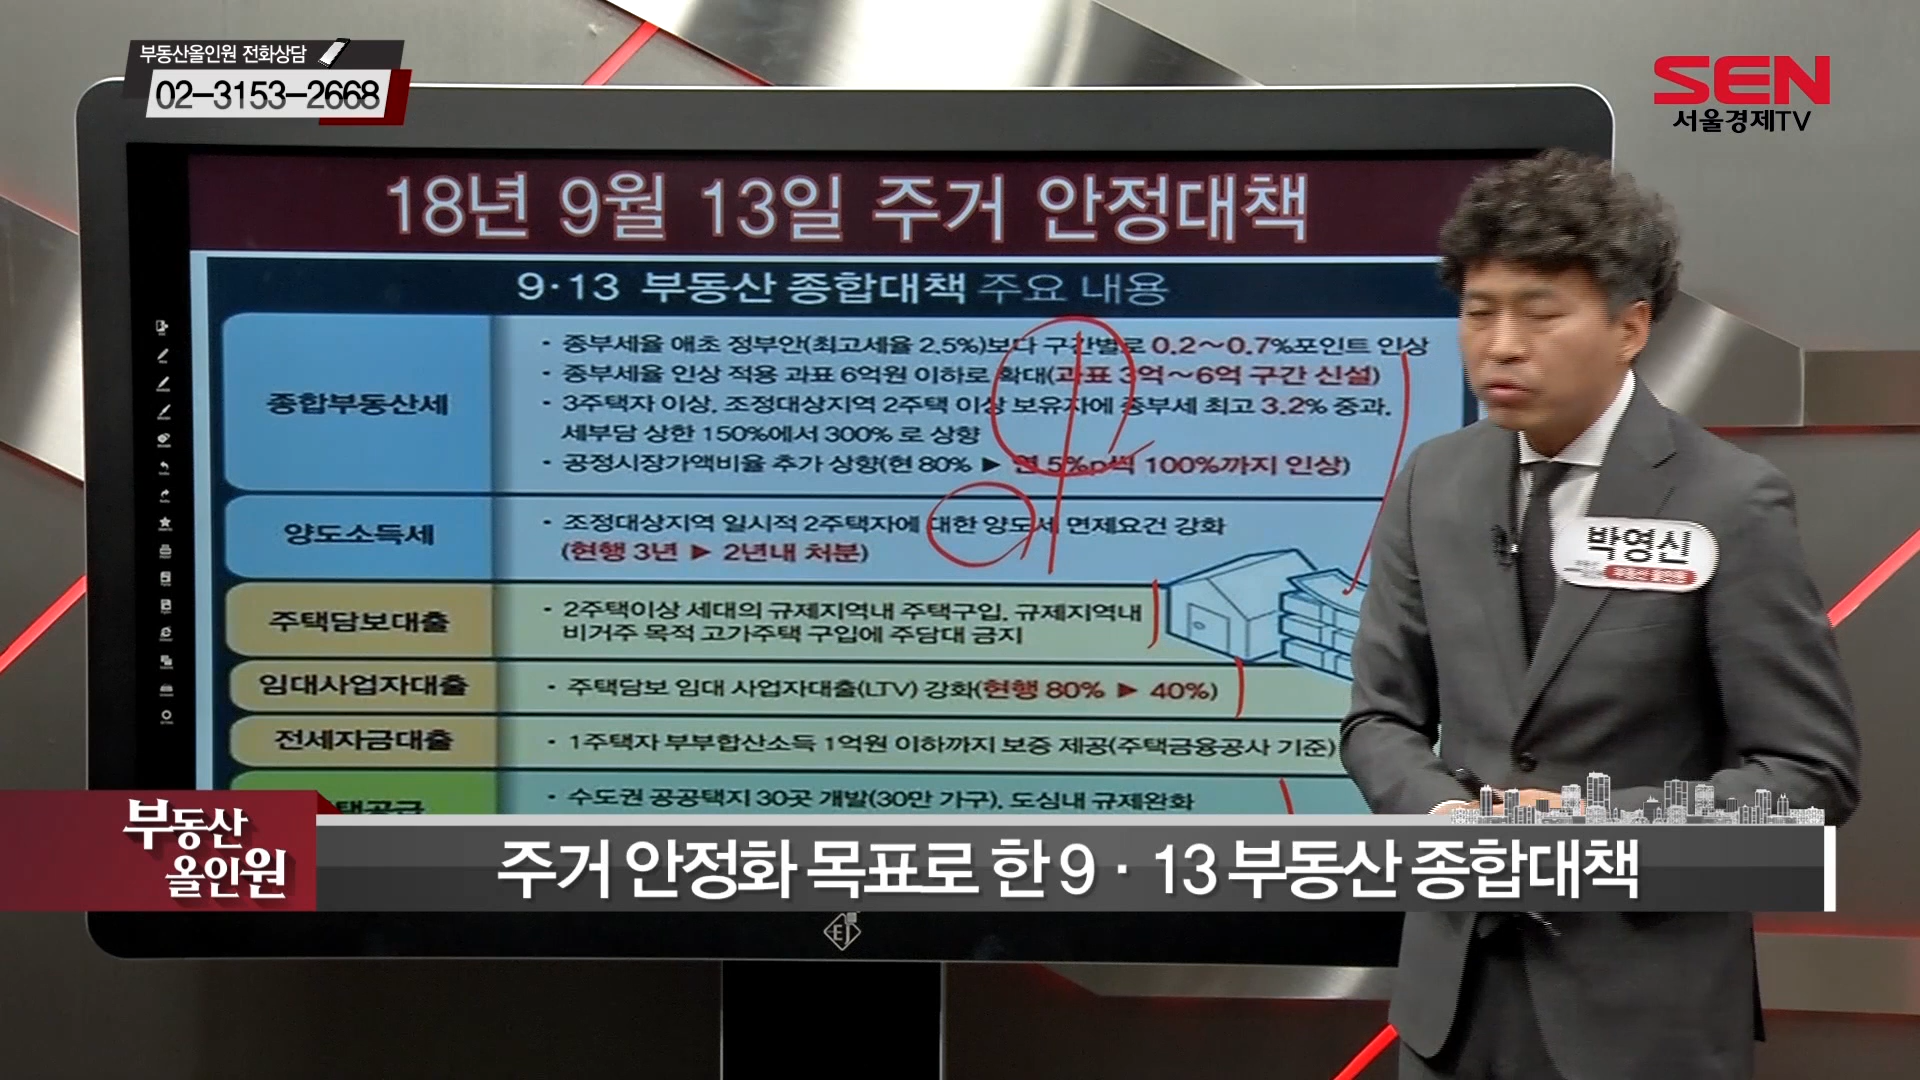 부동산올인원 전화상담
02-3153-2668
SEN
서울경제TV
18년 9월 13일 주거 안정대책
9·13 부동산 종합대책 주요 내용
종합부동산세
· 종부세율 애초 정부안(최고세율 2.5%)보다 구간별로 0.2~0.7%포인트 인상
· 종부세율 인상 적용 과표 6억원 이하로 확대(과표 3억~6억 구간 신설)
· 3주택자 이상, 조정대상지역 2주택 이상 보유자에 종부세 최고 3.2% 중과,
세부담 상한 150%에서 300% 로 상향
· 공정시장가액비율 추가 상향(현 80% ▶ 연 5%p씩 100%까지 인상)
양도소득세
· 조정대상지역 일시적 2주택자에 대한 양도세 면제요건 강화
(현행 3년 ▶ 2년내 처분)
주택담보대출
· 2주택이상 세대의 규제지역내 주택구입, 규제지역내
비거주 목적 고가주택 구입에 주담대 금지
임대사업자대출
· 주택담보 임대 사업자대출(LTV) 강화(현행 80% ▶ 40%)
전세자금대출
· 1주택자 부부합산소득 1억원 이하까지 보증 제공(주택금융공사 기준)
택공급
· 수도권 공공택지 30곳 개발(30만 가구), 도심내 규제완화
박영신
부동산 올인원
부동산
올인원
주거 안정화 목표로 한 9·13 부동산 종합대책
EJ